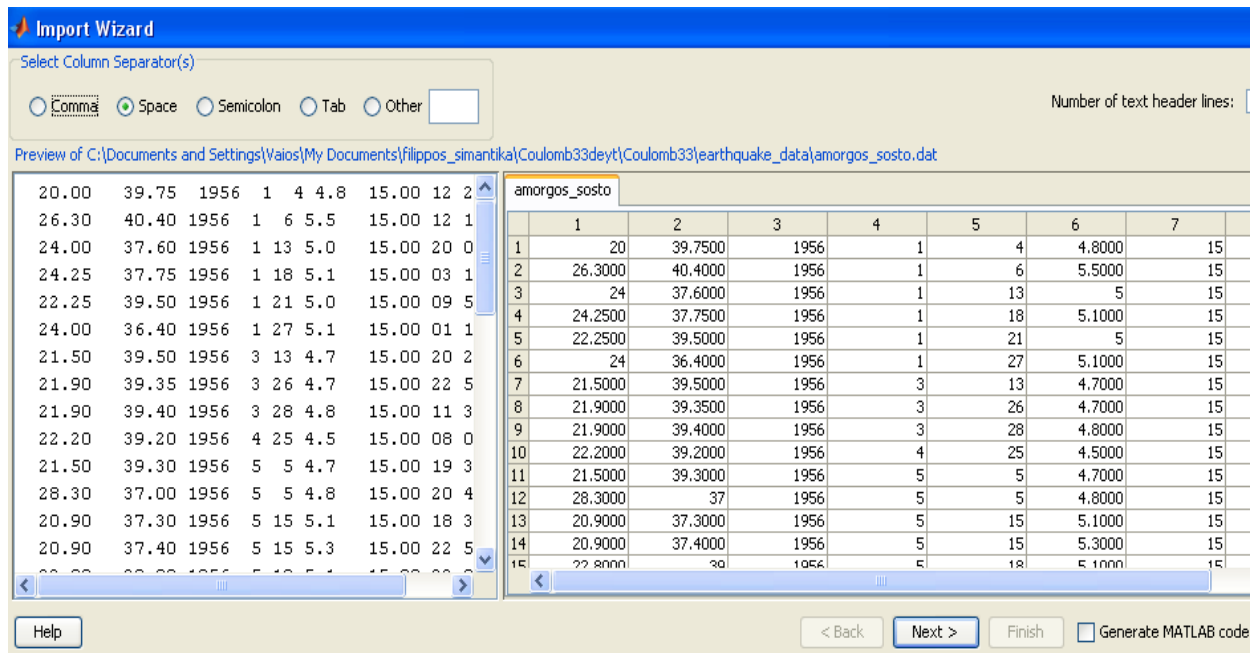 Import Wizard
Select Column Separator(s)
Comma Space Semicolon Tab Other
Number of text header lines:
Preview of C:\Documents and Settings\Vaios\My Documents\filippos_simantika\Coulomb33deyt\Coulomb33\earthquake_data\amorgos_sosto.dat
20.00 39.75 1956 1 4 4.8 15.00 12 2
26.30 40.40 1956 1 6 5.5 15.00 12 1
24.00 37.60 1956 1 13 5.0 15.00 20 0
24.25 37.75 1956 1 18 5.1 15.00 03 1
22.25 39.50 1956 1 21 5.0 15.00 09 5
24.00 36.40 1956 1 27 5.1 15.00 01 1
21.50 39.50 1956 3 13 4.7 15.00 20 2
21.90 39.35 1956 3 26 4.7 15.00 22 5
21.90 39.40 1956 3 28 4.8 15.00 11 3
22.20 39.20 1956 4 25 4.5 15.00 08 0
21.50 39.30 1956 5 5 4.7 15.00 19 3
28.30 37.00 1956 5 5 4.8 15.00 20 4
20.90 37.30 1956 5 15 5.1 15.00 18 3
20.90 37.40 1956 5 15 5.3 15.00 22 5
amorgos_sosto
1 2 3 4 5 6 7
1 20 39.7500 1956 1 4 4.8000 15
2 26.3000 40.4000 1956 1 6 5.5000 15
3 24 37.6000 1956 1 13 5 15
4 24.2500 37.7500 1956 1 18 5.1000 15
5 22.2500 39.5000 1956 1 21 5 15
6 24 36.4000 1956 1 27 5.1000 15
7 21.5000 39.5000 1956 3 13 4.7000 15
8 21.9000 39.3500 1956 3 26 4.7000 15
9 21.9000 39.4000 1956 3 28 4.8000 15
10 22.2000 39.2000 1956 4 25 4.5000 15
11 21.5000 39.3000 1956 5 5 4.7000 15
12 28.3000 37 1956 5 5 4.8000 15
13 20.9000 37.3000 1956 5 15 5.1000 15
14 20.9000 37.4000 1956 5 15 5.3000 15
15 22.8000 39 1956 5 18 5.1000 15
Help
< Back Next > Finish Generate MATLAB code